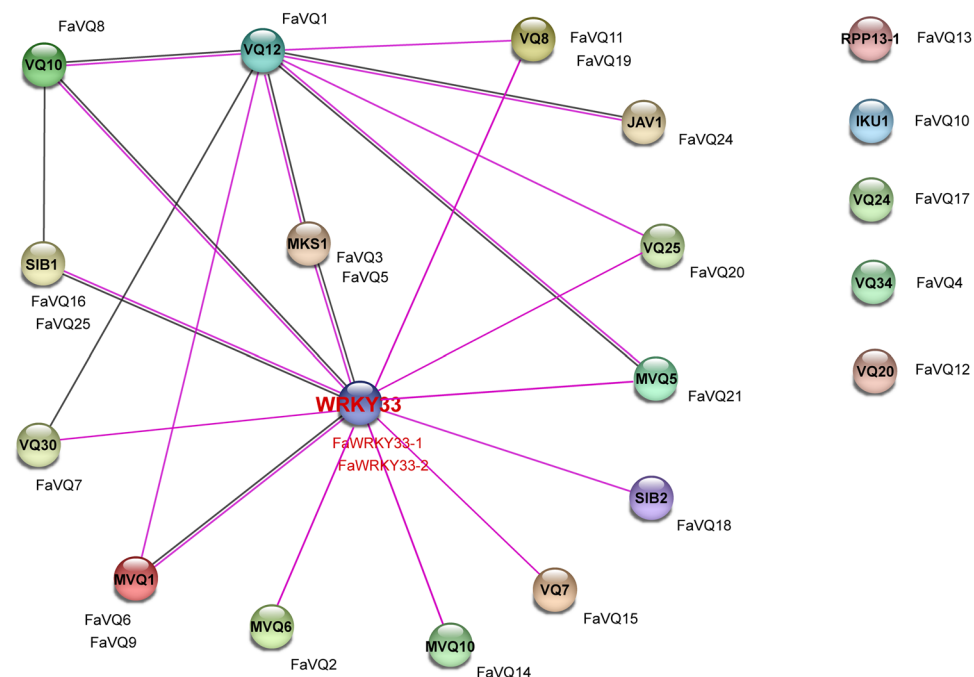 FaVQ8
FaVQ1
VQ10
VQ12
VQ8
FaVQ11
FaVQ19
RPP13-1
FaVQ13
JAV1
FaVQ24
IKU1
FaVQ10
VQ24
FaVQ17
SIB1
FaVQ16
FaVQ25
MKS1
FaVQ3
FaVQ5
VQ25
FaVQ20
VQ34
FaVQ4
MVQ5
FaVQ21
VQ20
FaVQ12
WRKY33
FaWRKY33-1
FaWRKY33-2
VQ30
FaVQ7
SIB2
FaVQ18
MVQ1
FaVQ6
FaVQ9
MVQ6
FaVQ2
MVQ10
FaVQ14
VQ7
FaVQ15